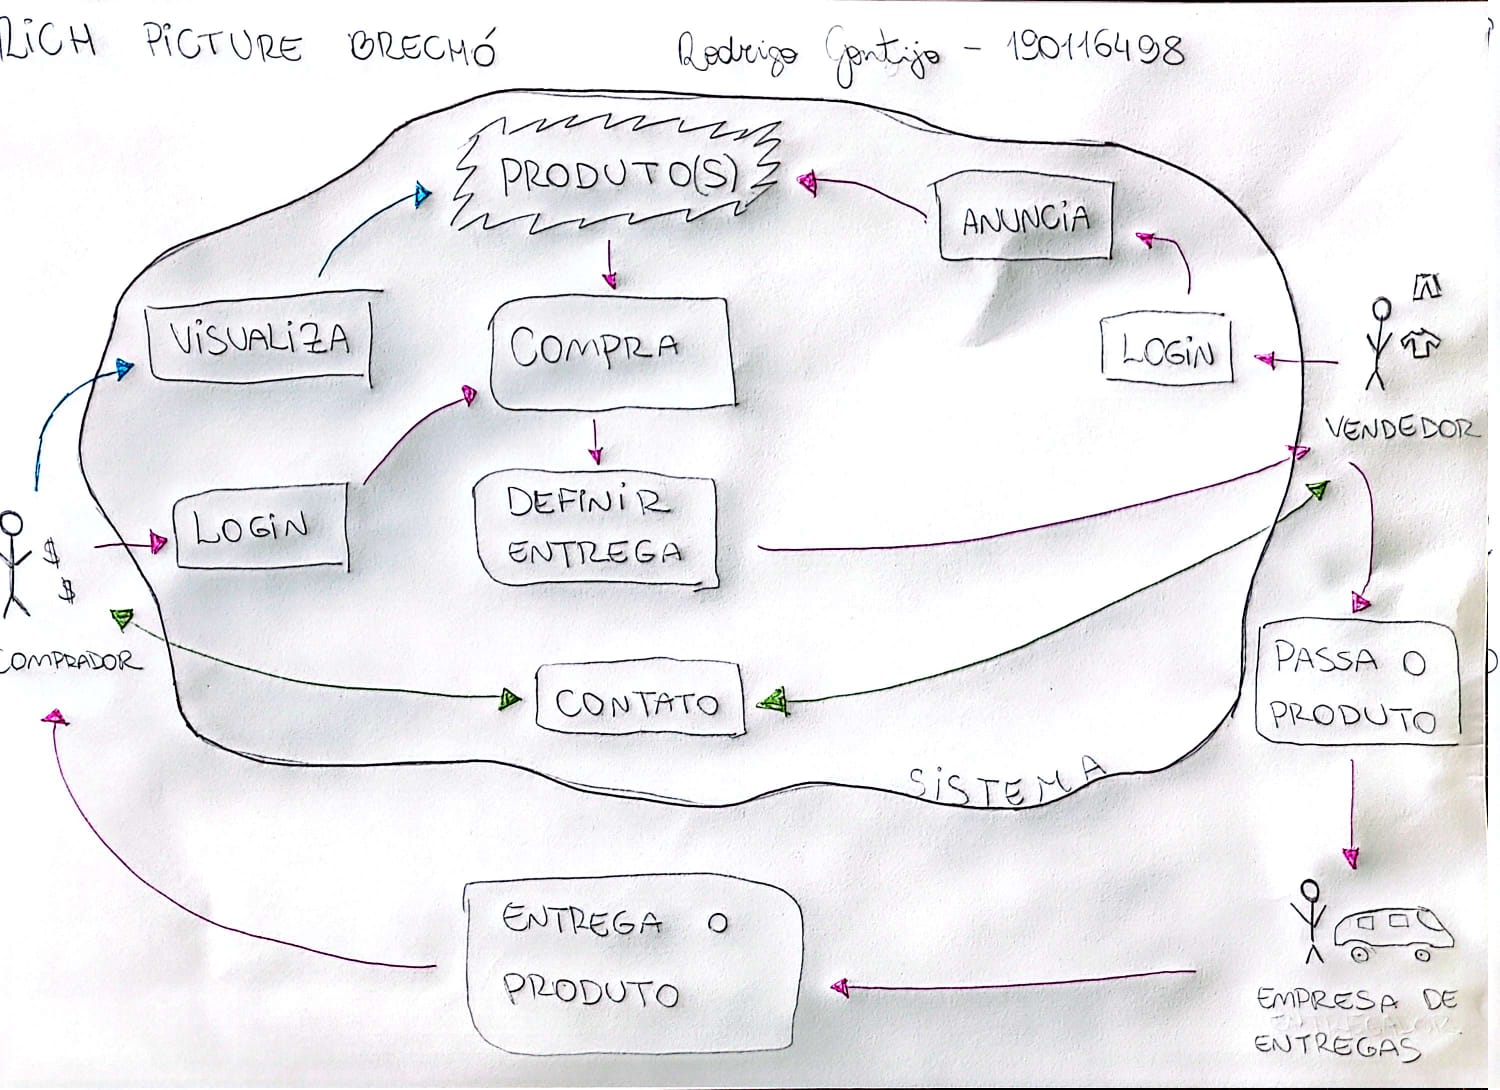 RICH PICTURE BRECHÓ
Rodrigo Gontijo - 190116498
PRODUTO(S)
ANUNCIA
VISUALIZA
COMPRA
LOGIN
VENDEDOR
LOGIN
DEFINIR
ENTREGA
$
$
COMPRADOR
CONTATO
PASSA O
PRODUTO
SISTEMA
ENTREGA O
PRODUTO
EMPRESA DE
ENTREGAS